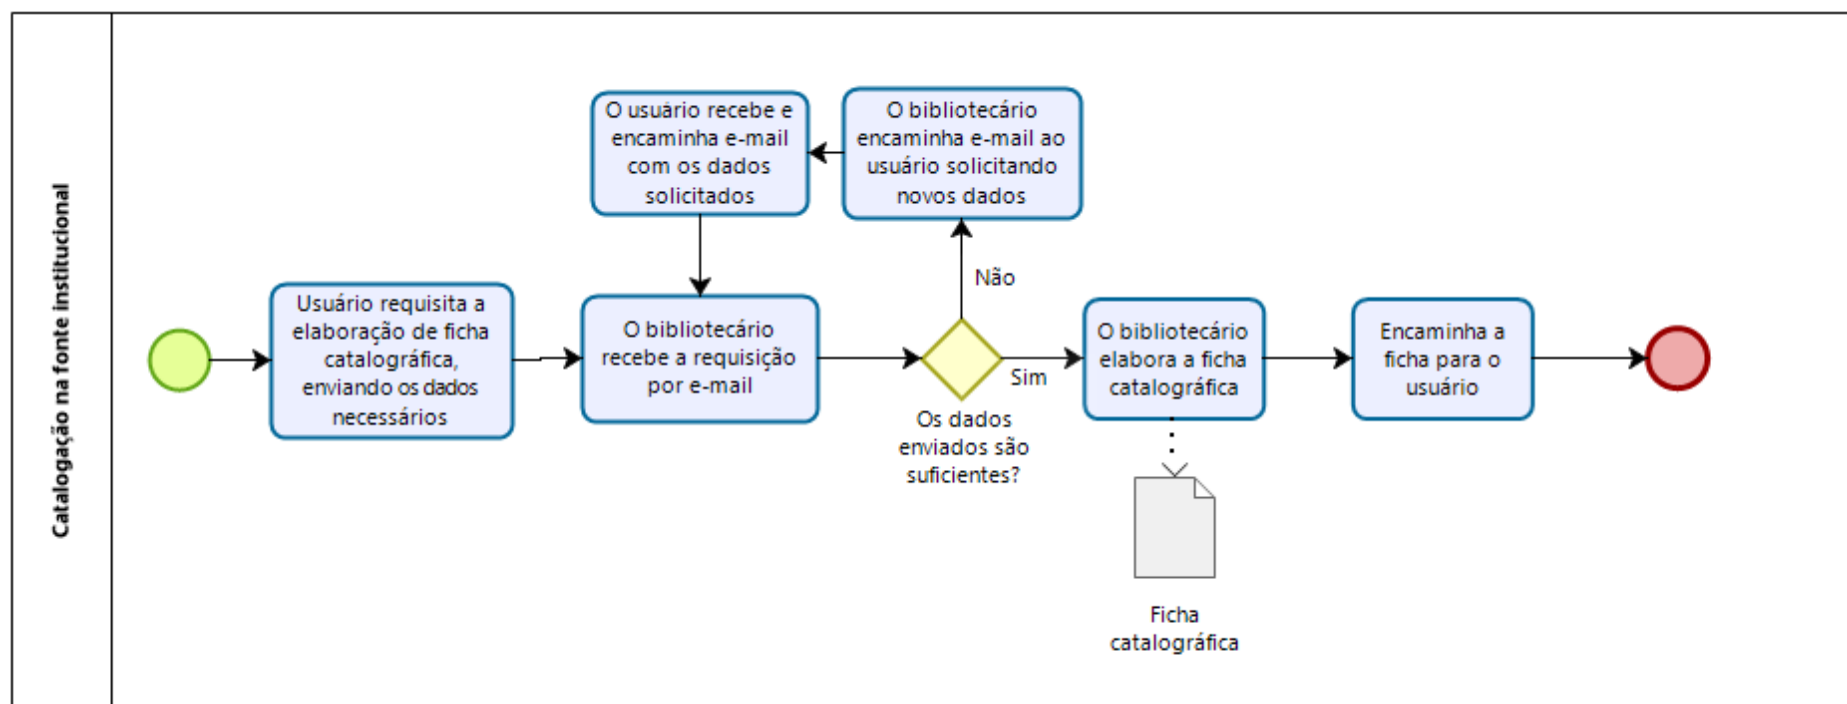 Catalogação na fonte institucional
Usuário requisita a
elaboração de ficha
catalográfica,
enviando os dados
necessários
O bibliotecário
recebe a requisição
por e-mail
O usuário recebe e
encaminha e-mail
com os dados
solicitados
O bibliotecário
encaminha e-mail ao
usuário solicitando
novos dados
Não
Sim
Os dados
enviados são
suficientes?
O bibliotecário
elabora a ficha
catalográfica
Encaminha a
ficha para o
usuário
Ficha
catalográfica